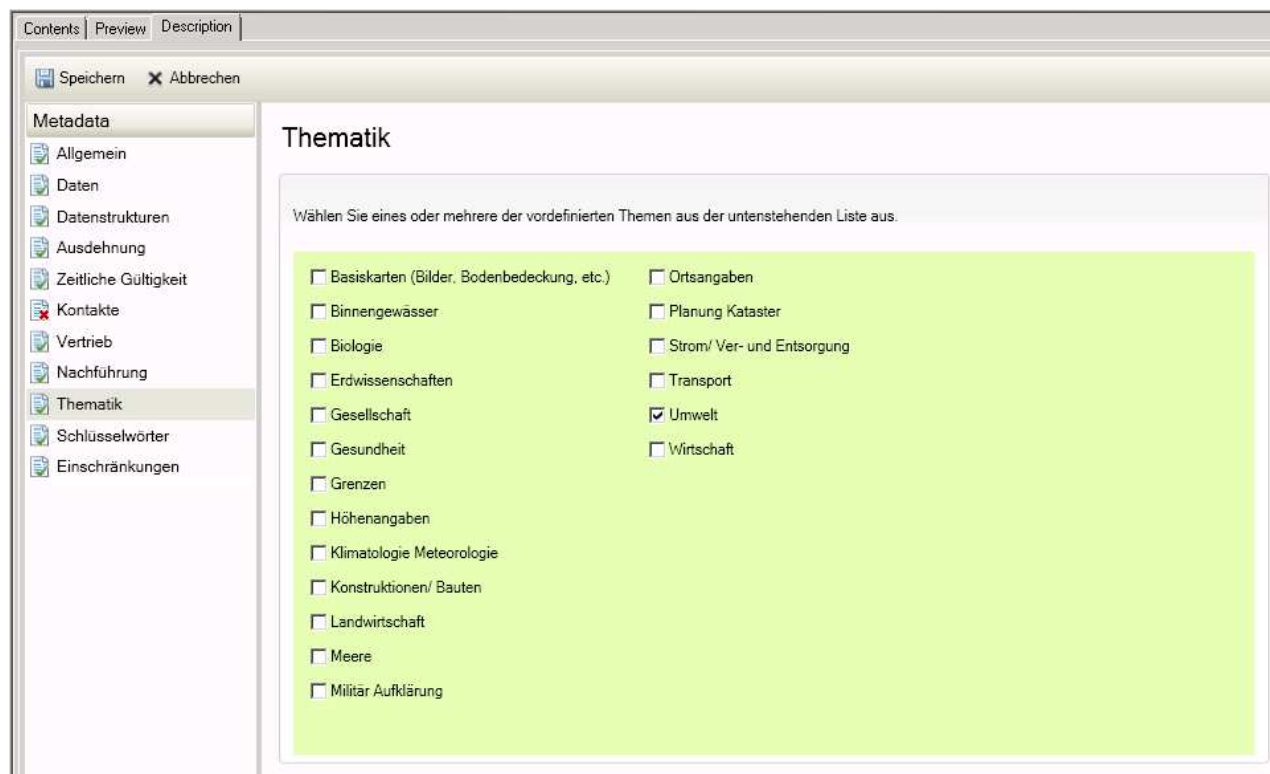 Contents Preview Description
Speichern Abbrechen
Metadata
Allgemein
Daten
Datenstrukturen
Ausdehnung
Zeitliche Gültigkeit
Kontakte
Vertrieb
Nachführung
Thematik
Schlüsselwörter
Einschränkungen
Thematik
Wählen Sie eines oder mehrere der vordefinierten Themen aus der untenstehenden Liste aus.
Basiskarten (Bilder, Bodenbedeckung, etc.)
Binnengewässer
Biologie
Erdwissenschaften
Gesellschaft
Gesundheit
Grenzen
Höhenangaben
Klimatologie Meteorologie
Konstruktionen/ Bauten
Landwirtschaft
Meere
Militär Aufklärung
Ortsangaben
Planung Kataster
Strom/ Ver- und Entsorgung
Transport
Umwelt
Wirtschaft